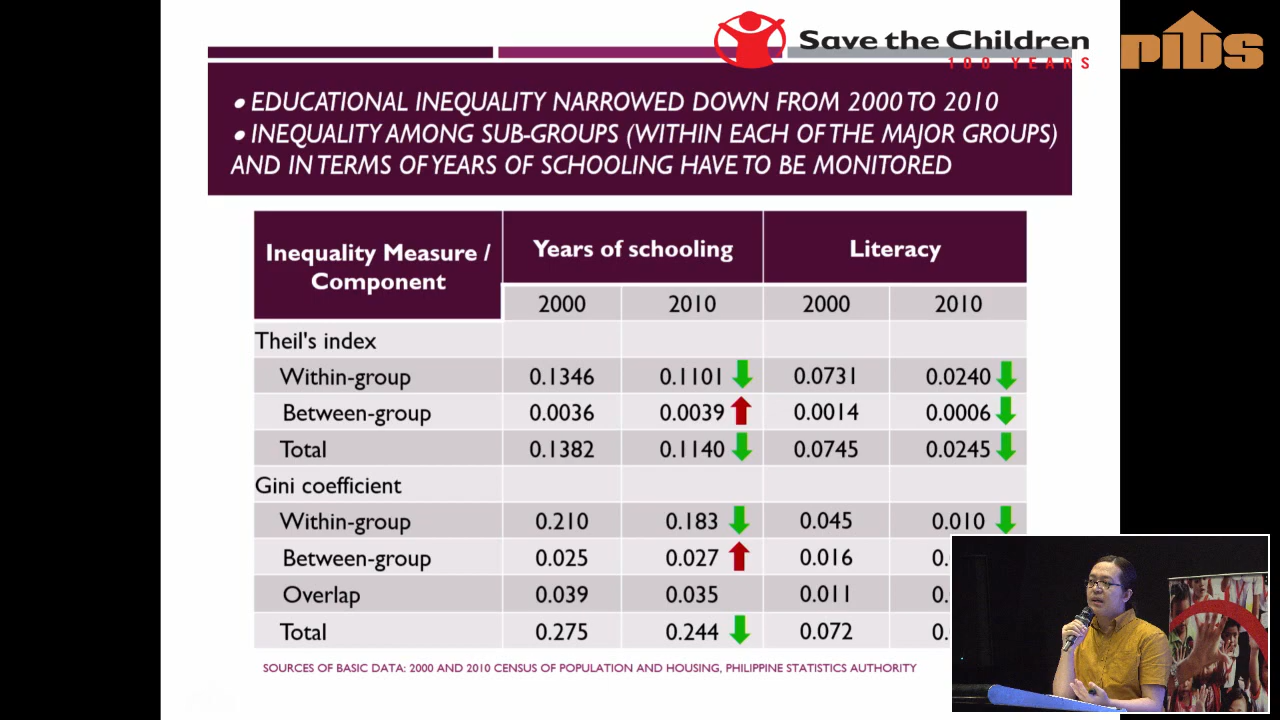 Save the Children
100 YEARS
PIDS
● EDUCATIONAL INEQUALITY NARROWED DOWN FROM 2000 TO 2010
● INEQUALITY AMONG SUB-GROUPS (WITHIN EACH OF THE MAJOR GROUPS)
AND IN TERMS OF YEARS OF SCHOOLING HAVE TO BE MONITORED
Inequality Measure / Component Years of schooling Literacy
2000 2010 2000 2010
Theil's index
Within-group 0.1346 0.1101 0.0731 0.0240
Between-group 0.0036 0.0039 0.0014 0.0006
Total 0.1382 0.1140 0.0745 0.0245
Gini coefficient
Within-group 0.210 0.183 0.045 0.010
Between-group 0.025 0.027 0.016 0.
Overlap 0.039 0.035 0.011 0.
Total 0.275 0.244 0.072 0.
SOURCES OF BASIC DATA: 2000 AND 2010 CENSUS OF POPULATION AND HOUSING, PHILIPPINE STATISTICS AUTHORITY